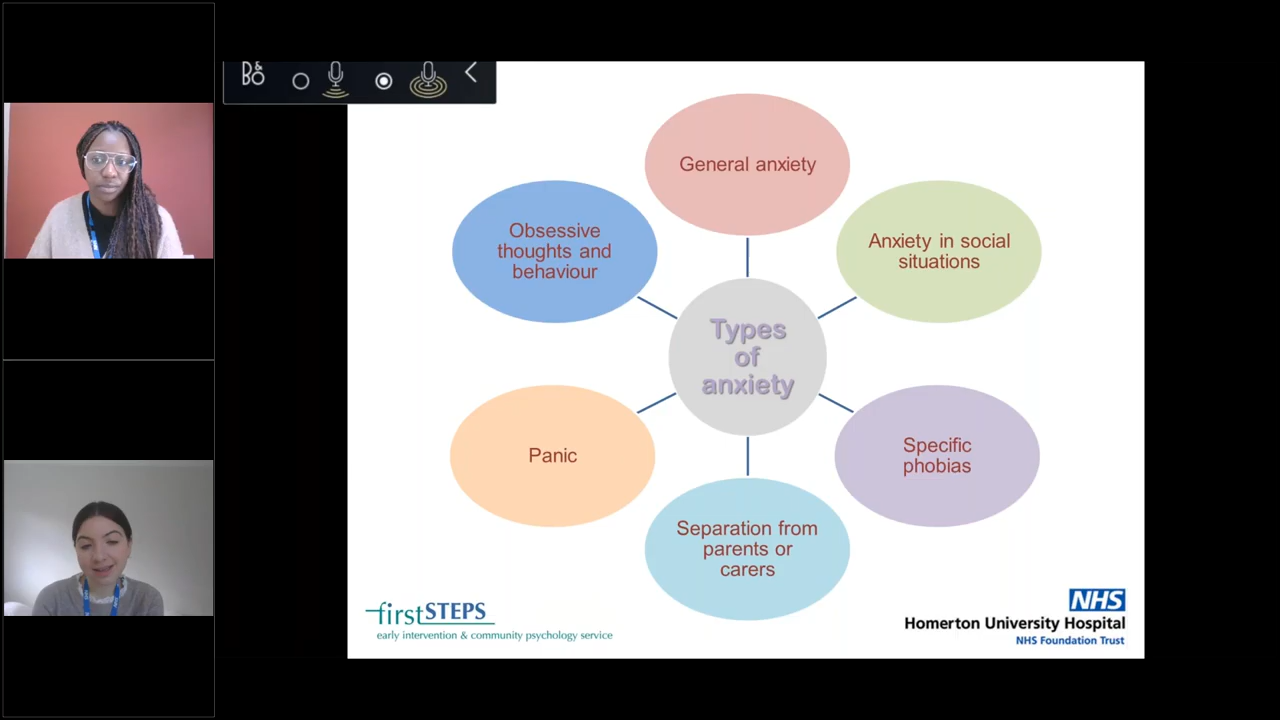 B&
BO
General anxiety
Obsessive
thoughts and
behaviour
Anxiety in social
situations
Types
of
anxiety
Panic
Specific
phobias
Separation from
parents or
carers
firstSTEPS
early intervention & community psychology service
NHS
Homerton University Hospital
NHS Foundation Trust